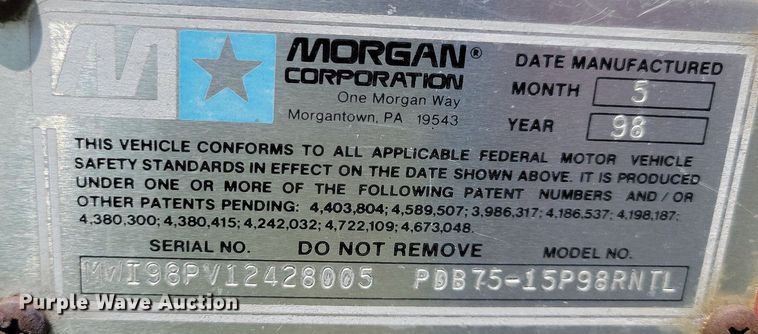 MORGAN®
CORPORATION
One Morgan Way
Morgantown, PA 19543
DATE MANUFACTURED
MONTH 5
YEAR 98
THIS VEHICLE CONFORMS TO ALL APPLICABLE FEDERAL MOTOR VEHICLE
SAFETY STANDARDS IN EFFECT ON THE DATE SHOWN ABOVE. IT IS PRODUCED
UNDER ONE OR MORE OF THE FOLLOWING PATENT NUMBERS AND/OR
OTHER PATENTS PENDING: 4,403,804; 4,589,507; 3,986,317; 4,186,537; 4,198,187;
4,380,300; 4,380,415; 4,242,032; 4,722,109; 4,673,048.
SERIAL NO. DO NOT REMOVE MODEL NO.
MWI98PV12428005 PDB75-15P98RNTL
Purple Wave Auction